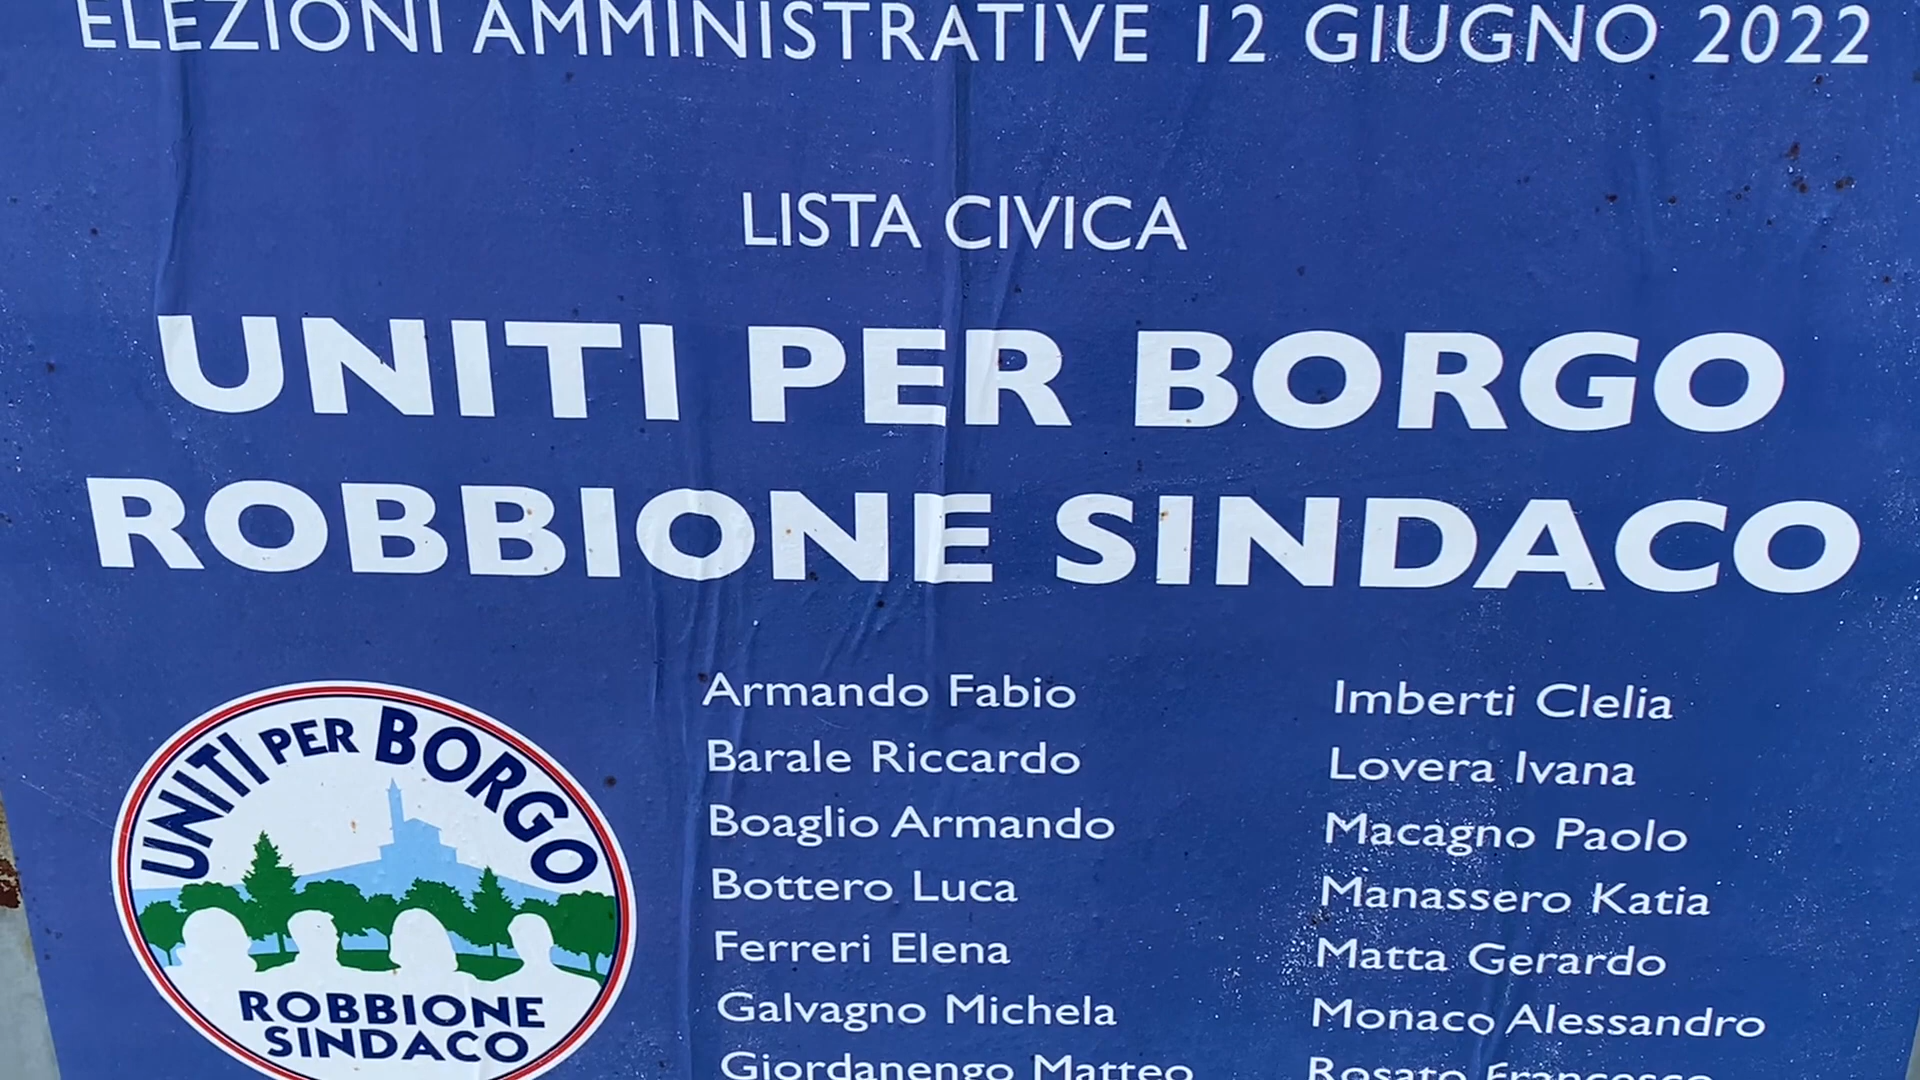 ELEZIONI AMMINISTRATIVE 12 GIUGNO 2022
LISTA CIVICA
UNITI PER BORGO
ROBBIONE SINDACO
UNITI PER BORGO
ROBBIONE
SINDACO
Armando Fabio
Barale Riccardo
Boaglio Armando
Bottero Luca
Ferreri Elena
Galvagno Michela
Giordanengo Matteo
Imberti Clelia
Lovera Ivana
Macagno Paolo
Manassero Katia
Matta Gerardo
Monaco Alessandro
Rosato Francesco